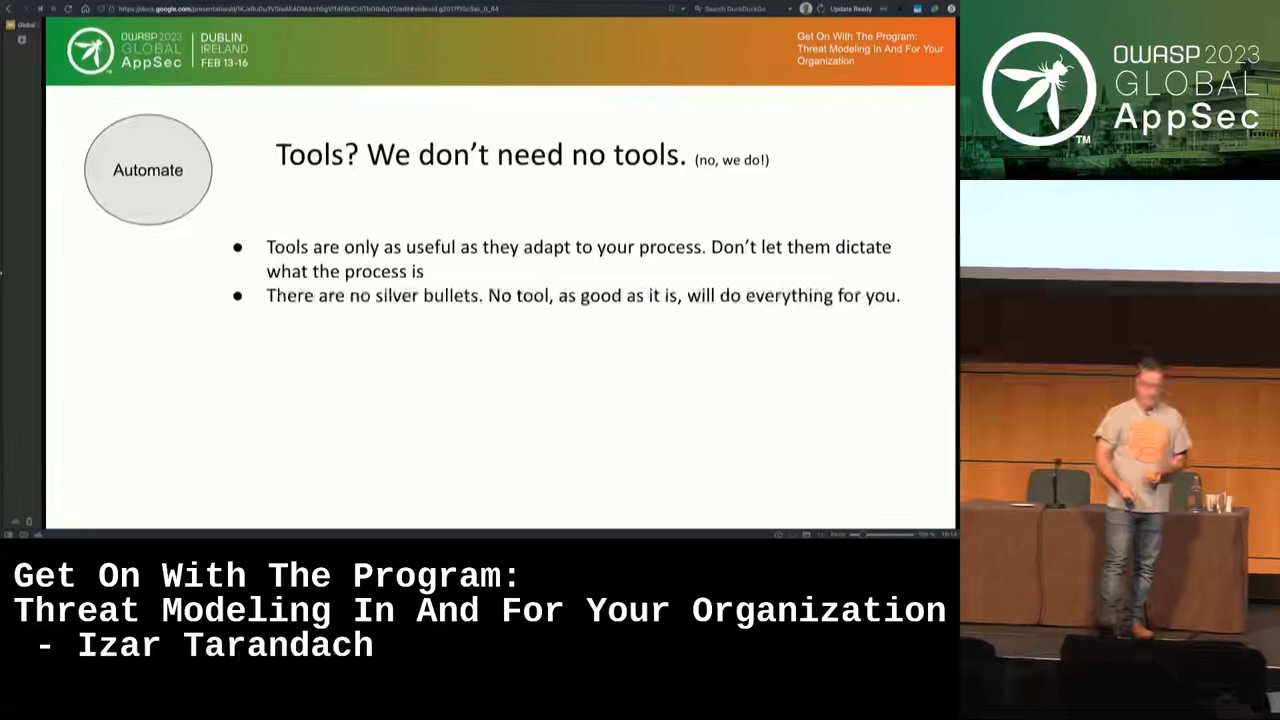 Update Ready
OWASP 2023
GLOBAL
AppSec
DUBLIN
IRELAND
FEB 13-16
Get On With The Program:
Threat Modeling In And For Your
Organization
OWASP 2023
GLOBAL
AppSec
TM
Automate
Tools? We don't need no tools. (no, we do!)
● Tools are only as useful as they adapt to your process. Don't let them dictate
what the process is
● There are no silver bullets. No tool, as good as it is, will do everything for you.
Get On With The Program:
Threat Modeling In And For Your Organization
- Izar Tarandach